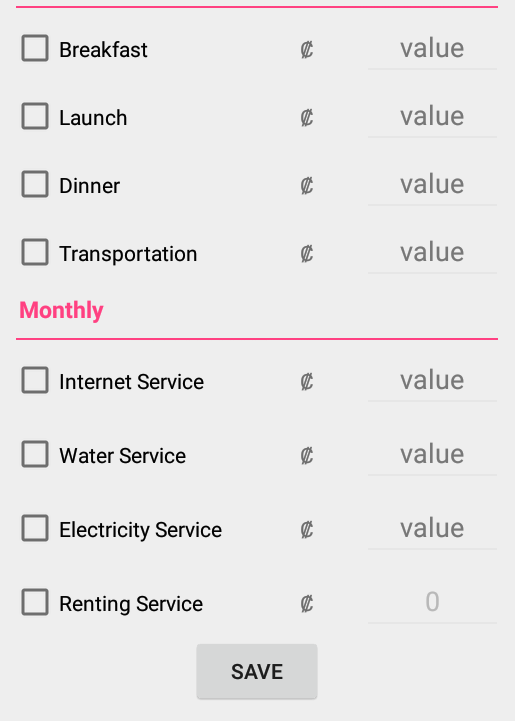 Breakfast ₡ value
Launch ₡ value
Dinner ₡ value
Transportation ₡ value
Monthly
Internet Service ₡ value
Water Service ₡ value
Electricity Service ₡ value
Renting Service ₡ 0
SAVE